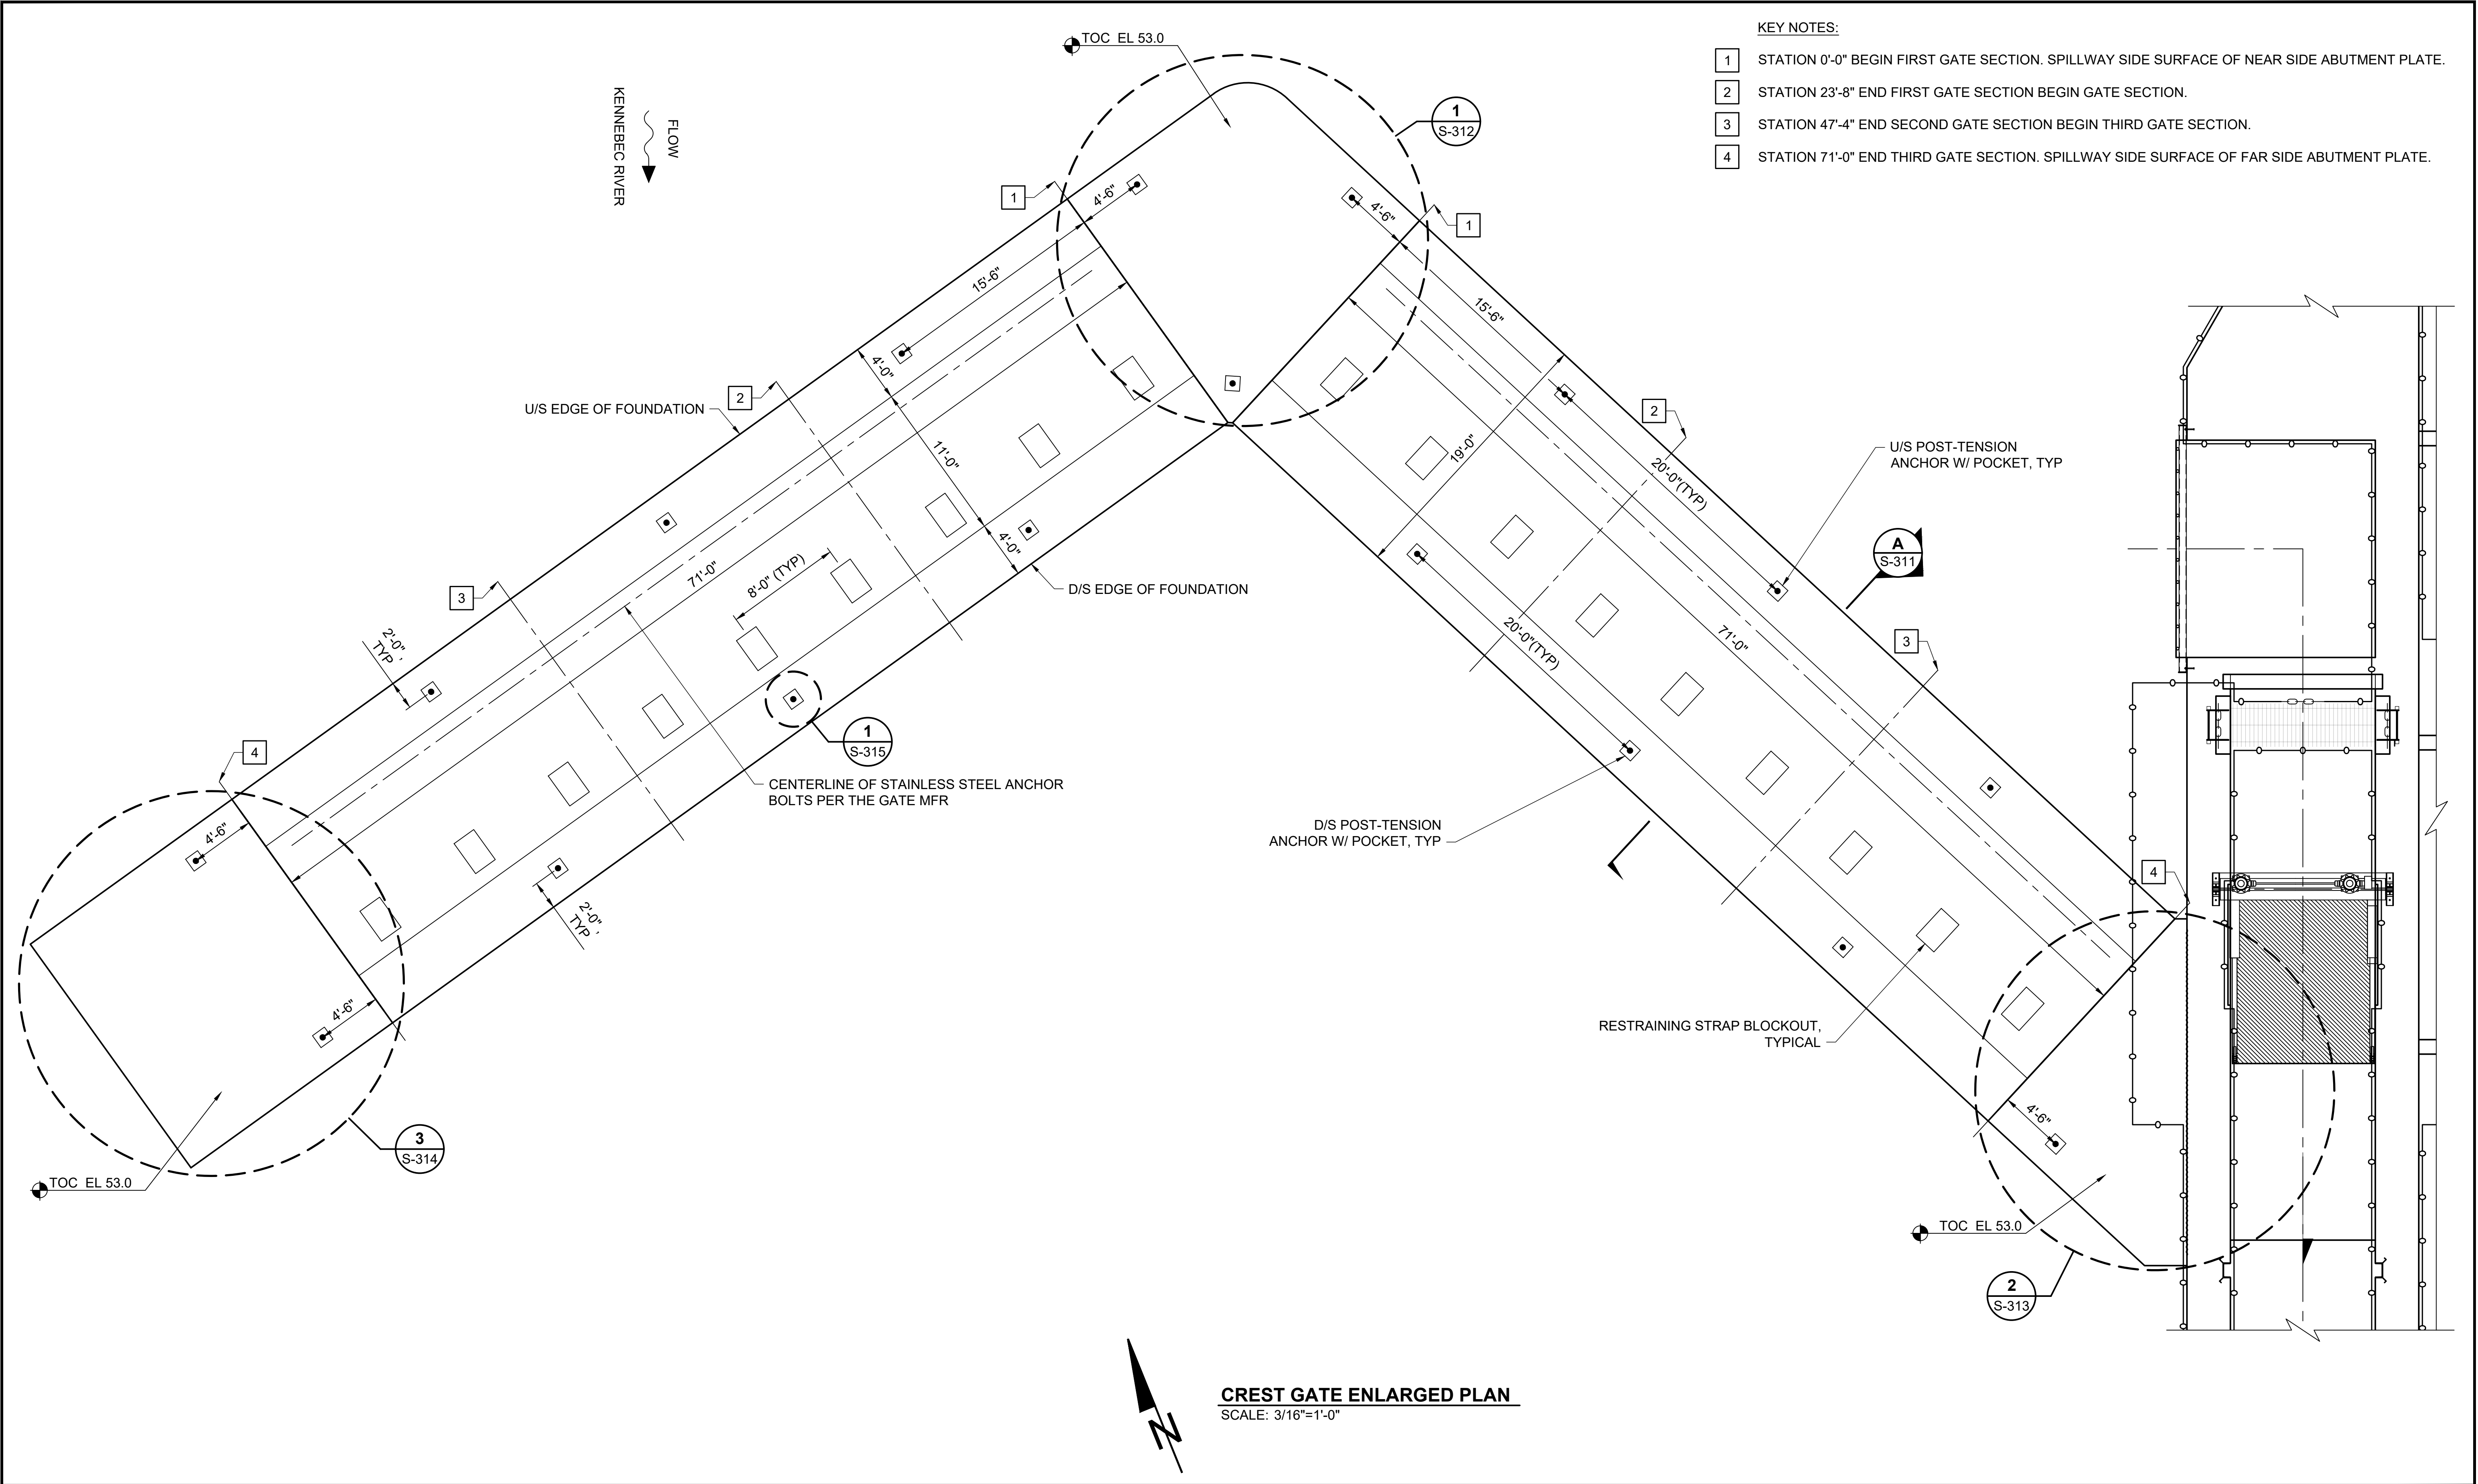 KEY NOTES:
1 STATION 0'-0" BEGIN FIRST GATE SECTION. SPILLWAY SIDE SURFACE OF NEAR SIDE ABUTMENT PLATE.
2 STATION 23'-8" END FIRST GATE SECTION BEGIN GATE SECTION.
3 STATION 47'-4" END SECOND GATE SECTION BEGIN THIRD GATE SECTION.
4 STATION 71'-0" END THIRD GATE SECTION. SPILLWAY SIDE SURFACE OF FAR SIDE ABUTMENT PLATE.
TOC EL 53.0
FLOW
KENNEBEC RIVER
1
S-312
1
4'-6"
4'-6"
1
15'-6"
15'-6"
4'-0"
2
U/S EDGE OF FOUNDATION
2
11'-0"
19'-0"
20'-0"(TYP)
U/S POST-TENSION
ANCHOR W/ POCKET, TYP
4'-0"
A
S-311
71'-0"
8'-0" (TYP)
D/S EDGE OF FOUNDATION
3
2'-0",
TYP
20'-0"(TYP)
71'-0"
3
1
S-315
4
CENTERLINE OF STAINLESS STEEL ANCHOR
BOLTS PER THE GATE MFR
4'-6"
D/S POST-TENSION
ANCHOR W/ POCKET, TYP
4
2'-0",
TYP
4'-6"
RESTRAINING STRAP BLOCKOUT,
TYPICAL
4'-6"
3
S-314
TOC EL 53.0
TOC EL 53.0
2
S-313
N
CREST GATE ENLARGED PLAN
SCALE: 3/16"=1'-0"